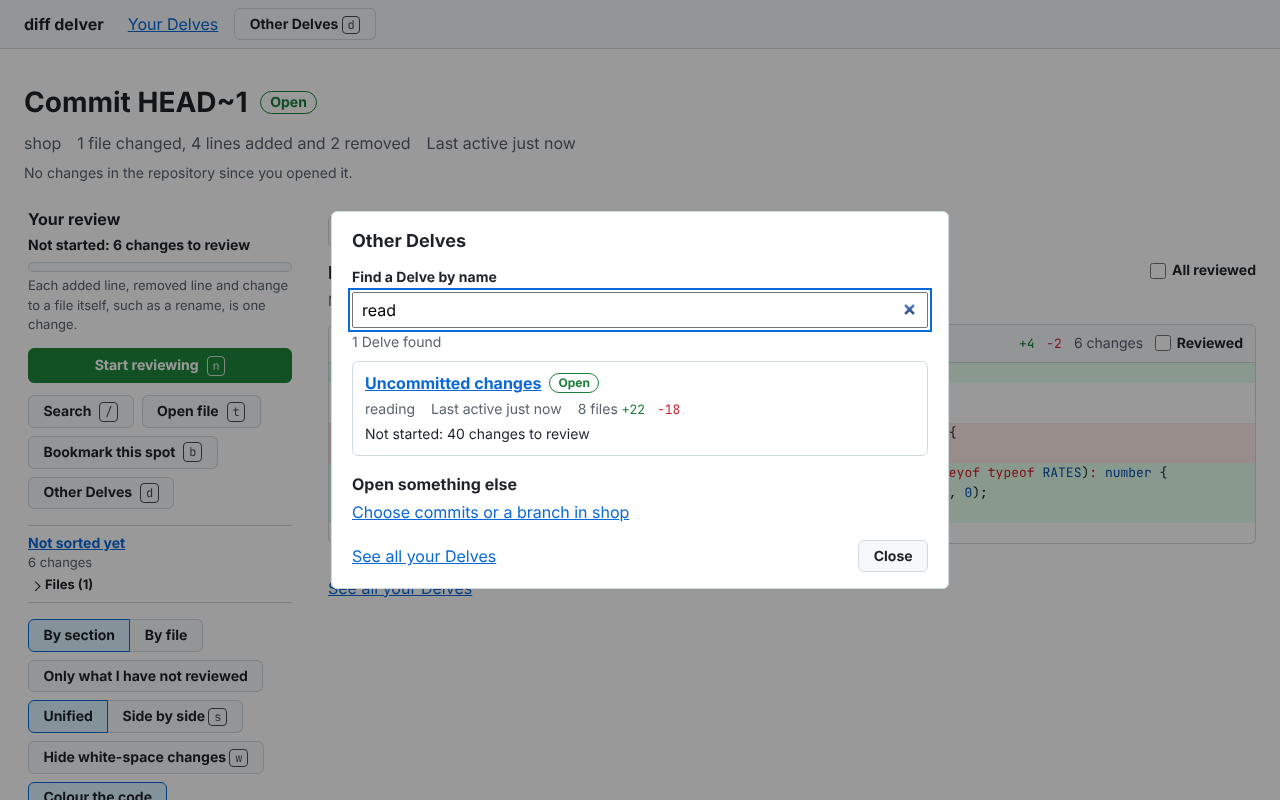 diff delver Your Delves Other Delves d
Commit HEAD~1 Open
shop 1 file changed, 4 lines added and 2 removed Last active just now
No changes in the repository since you opened it.
Your review
Not started: 6 changes to review
Each added line, removed line and change
to a file itself, such as a rename, is one
change.
Start reviewing n
Search / Open file t
Bookmark this spot b
Other Delves d
Not sorted yet
6 changes
Files (1)
By section By file
Only what I have not reviewed
Unified Side by side s
Hide white-space changes w
Colour the code
Other Delves
Find a Delve by name
read
1 Delve found
Uncommitted changes Open
reading Last active just now 8 files +22 -18
Not started: 40 changes to review
Open something else
Choose commits or a branch in shop
See all your Delves Close
All reviewed
+4 -2 6 changes Reviewed
{
eyof typeof RATES): number {
, 0);
See all your Delves